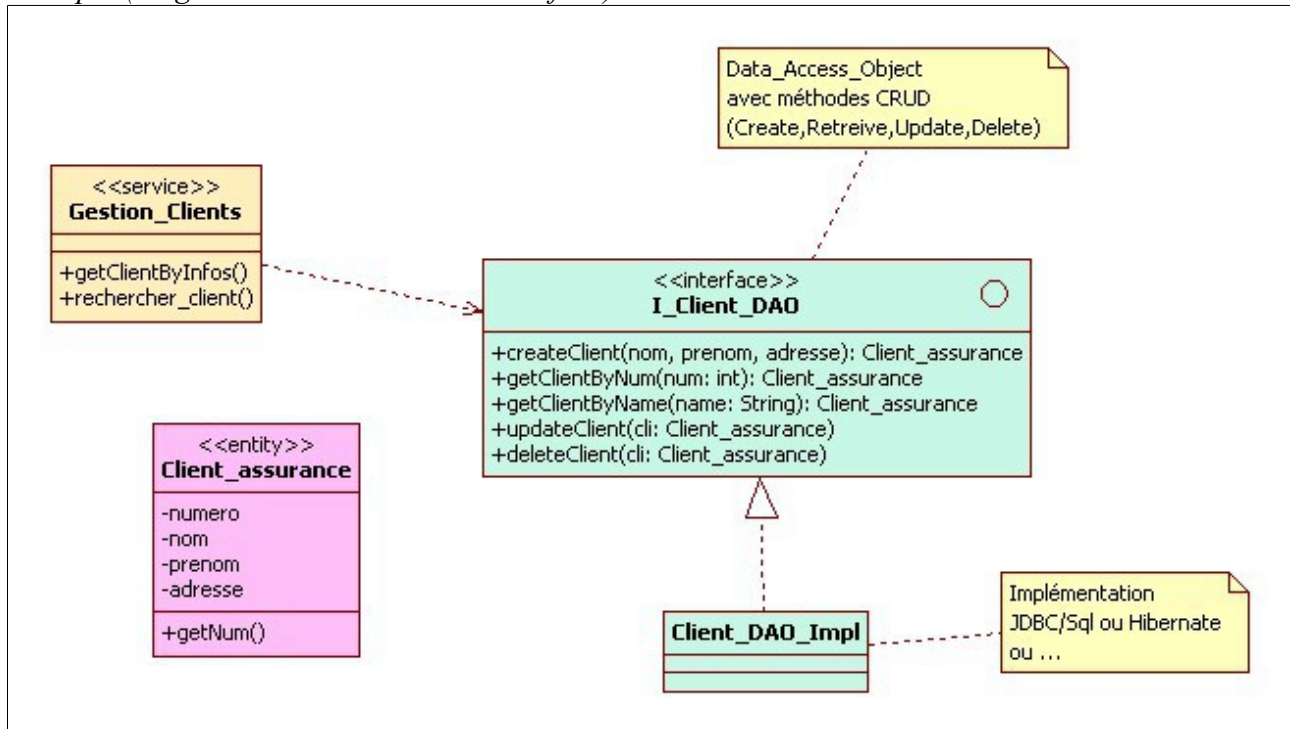 Data_Access_Object
avec méthodes CRUD
(Create,Retreive,Update,Delete)
<<service>>
Gestion_Clients
+getClientByInfos()
+rechercher_client()
<<interface>>
I_Client_DAO
+createClient(nom, prenom, adresse): Client_assurance
+getClientByNum(num: int): Client_assurance
+getClientByName(name: String): Client_assurance
+updateClient(cli: Client_assurance)
+deleteClient(cli: Client_assurance)
<<entity>>
Client_assurance
-numero
-nom
-prenom
-adresse
+getNum()
Client_DAO_Impl
Implémentation
JDBC/Sql ou Hibernate
ou ...